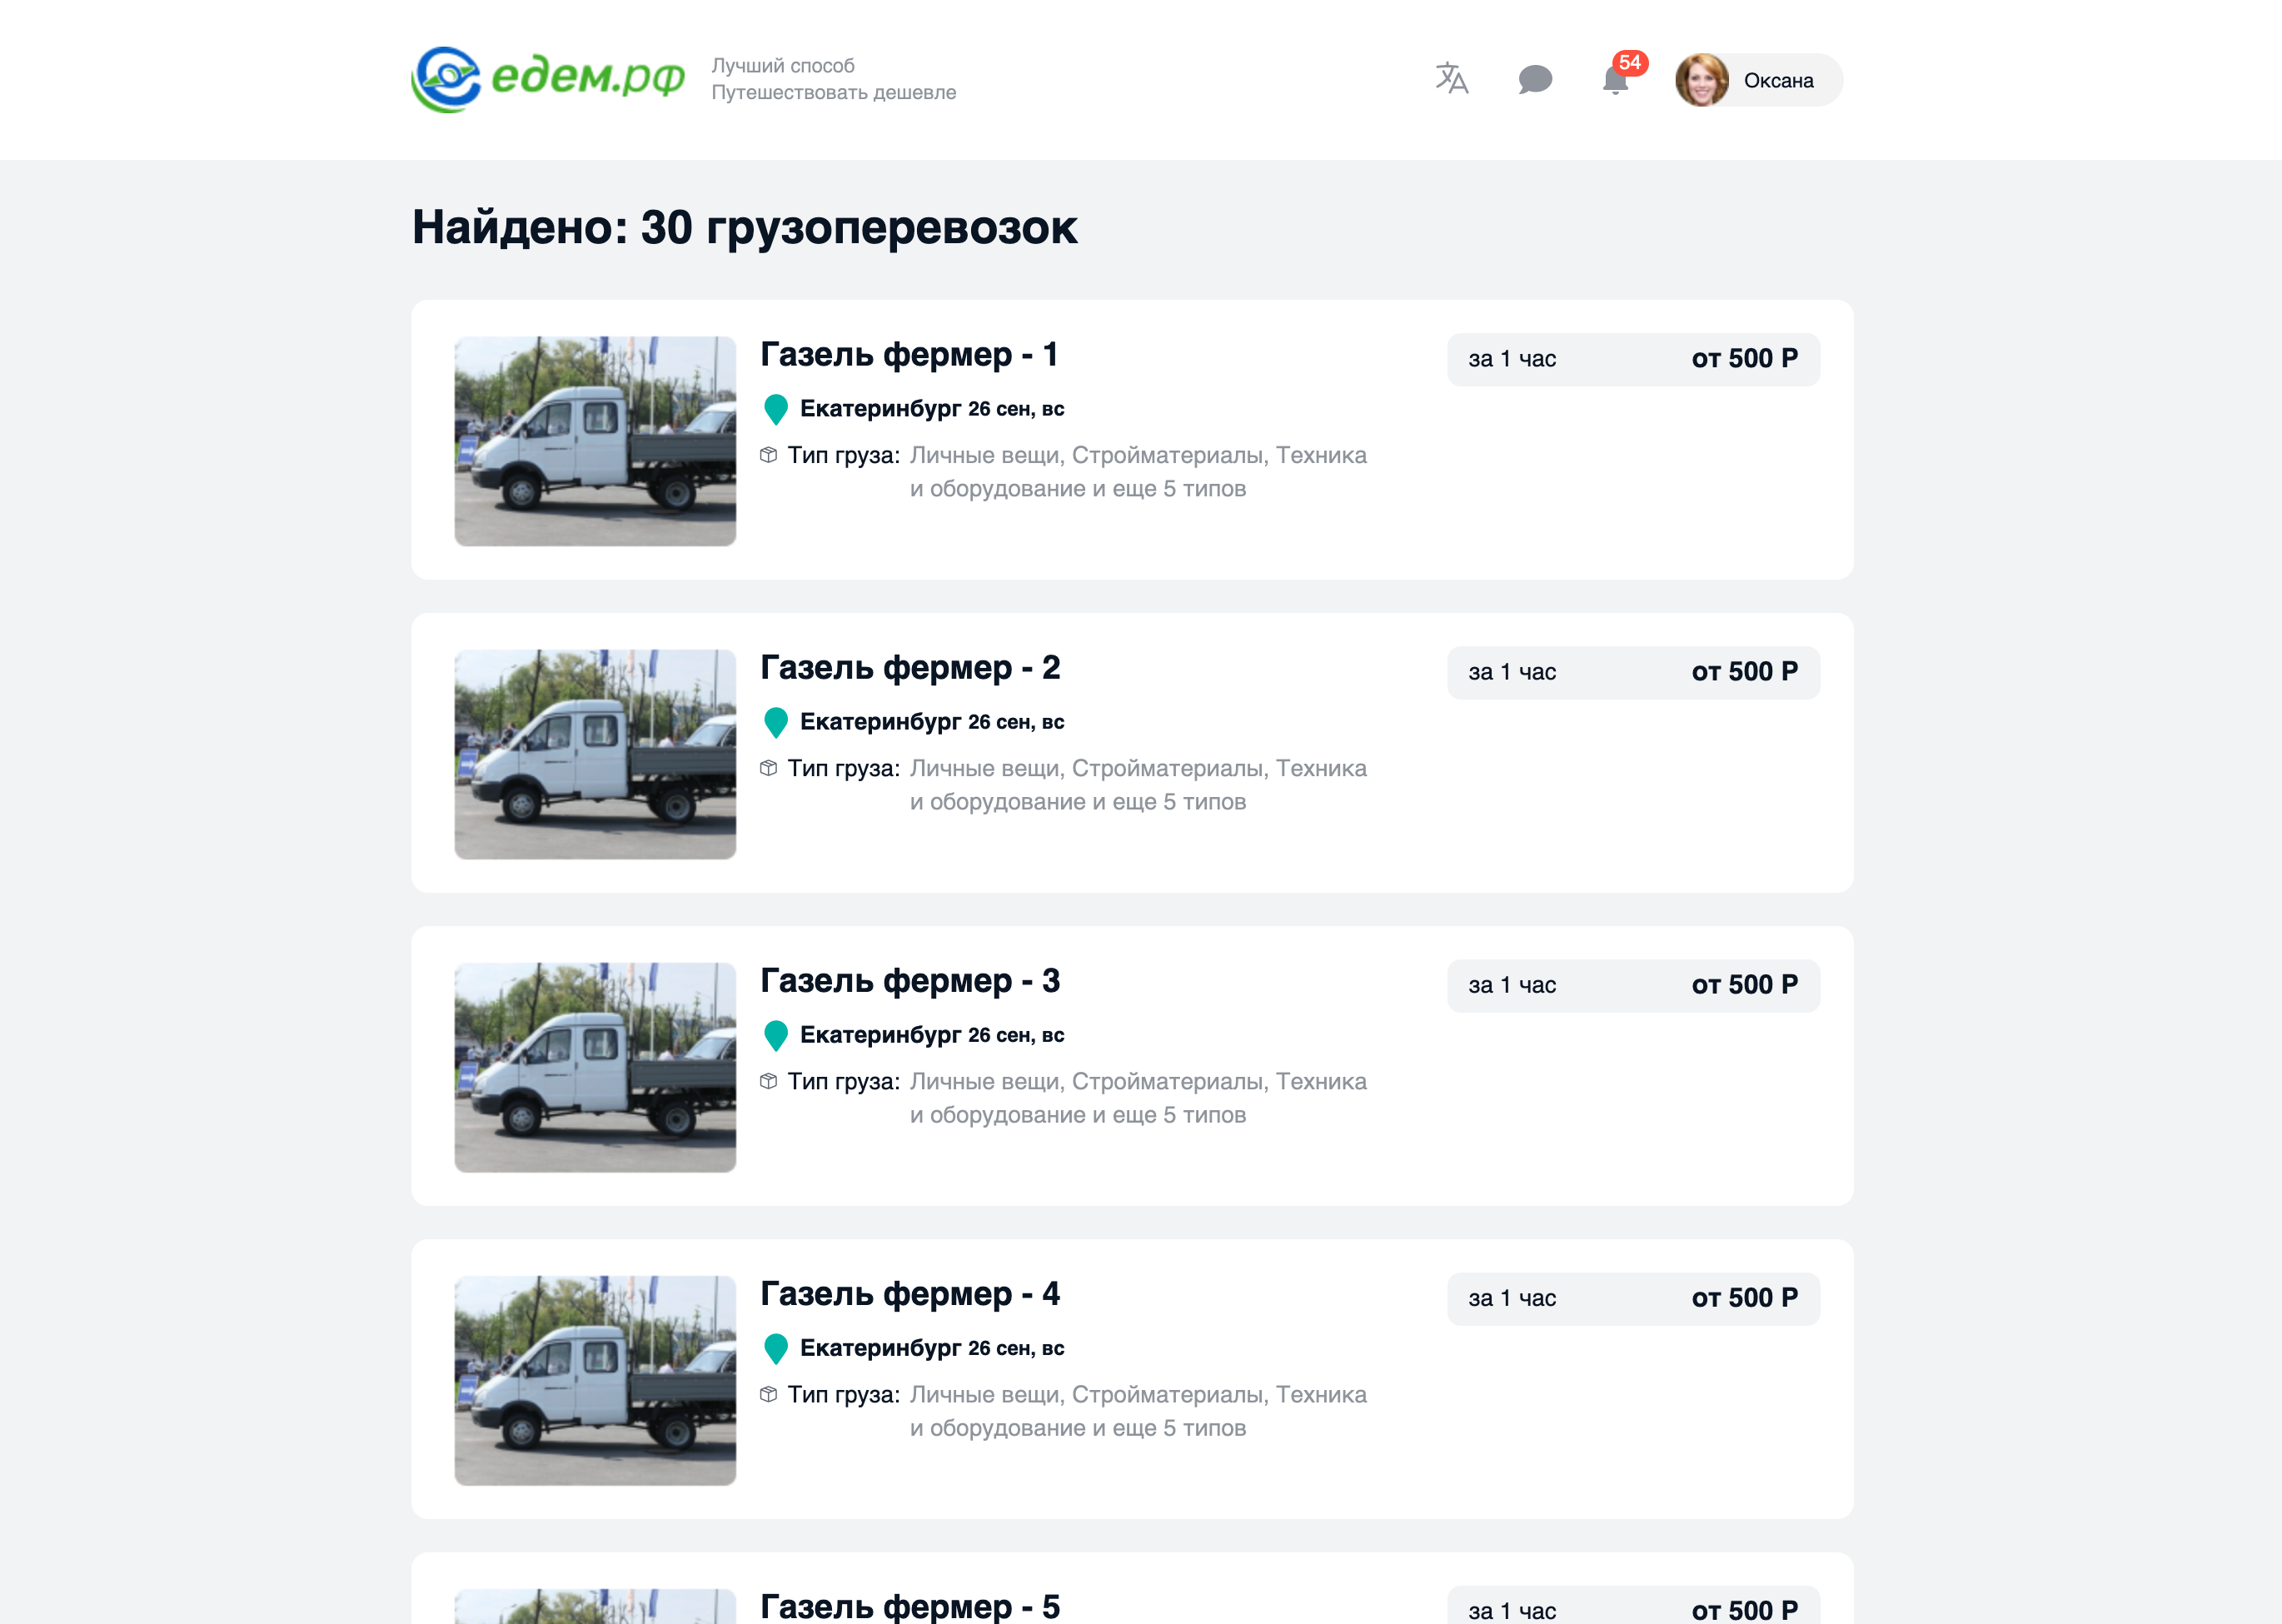 едем.рф
Лучший способ
Путешествовать дешевле
54
Оксана
Найдено: 30 грузоперевозок
Газель фермер - 1
за 1 час
от 500 Р
Екатеринбург 26 сен, вс
Тип груза: Личные вещи, Стройматериалы, Техника
и оборудование и еще 5 типов
Газель фермер - 2
за 1 час
от 500 Р
Екатеринбург 26 сен, вс
Тип груза: Личные вещи, Стройматериалы, Техника
и оборудование и еще 5 типов
Газель фермер - 3
за 1 час
от 500 Р
Екатеринбург 26 сен, вс
Тип груза: Личные вещи, Стройматериалы, Техника
и оборудование и еще 5 типов
Газель фермер - 4
за 1 час
от 500 Р
Екатеринбург 26 сен, вс
Тип груза: Личные вещи, Стройматериалы, Техника
и оборудование и еще 5 типов
Газель фермер - 5
за 1 час
от 500 Р